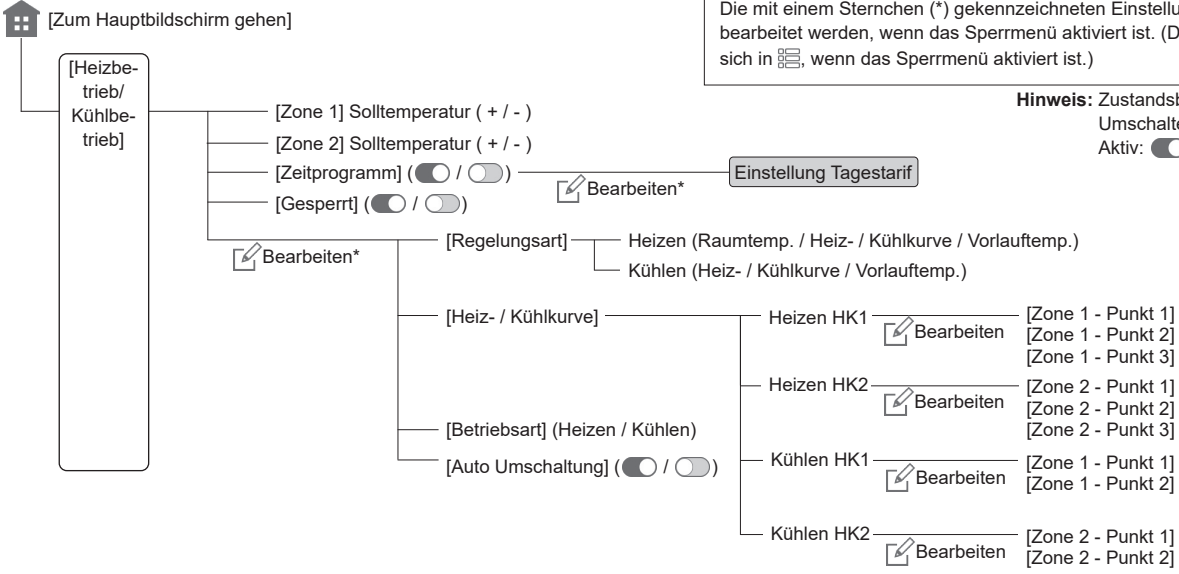 [Zum Hauptbildschirm gehen]
Die mit einem Sternchen (*) gekennzeichneten
bearbeitet werden, wenn das Sperrmenü aktiviert ist.
sich in , wenn das Sperrmenü aktiviert ist.)
Hinweis:
Aktiv:
[Heizbe-
trieb/
Kühlbe-
trieb]
[Zone 1] Solltemperatur ( + / - )
[Zone 2] Solltemperatur ( + / - )
[Zeitprogramm] ( / )
Bearbeiten*
Einstellung Tagestarif
[Gesperrt] ( / )
Bearbeiten*
[Regelungsart]
Heizen (Raumtemp. / Heiz- / Kühlkurve / Vorlauftemp.)
Kühlen (Heiz- / Kühlkurve / Vorlauftemp.)
[Heiz- / Kühlkurve]
Heizen HK1
Bearbeiten
[Zone 1 - Punkt 1]
[Zone 1 - Punkt 2]
[Zone 1 - Punkt 3]
Heizen HK2
Bearbeiten
[Zone 2 - Punkt 1]
[Zone 2 - Punkt 2]
[Zone 2 - Punkt 3]
[Betriebsart] (Heizen / Kühlen)
[Auto Umschaltung] ( / )
Kühlen HK1
Bearbeiten
[Zone 1 - Punkt 1]
[Zone 1 - Punkt 2]
Kühlen HK2
Bearbeiten
[Zone 2 - Punkt 1]
[Zone 2 - Punkt 2]